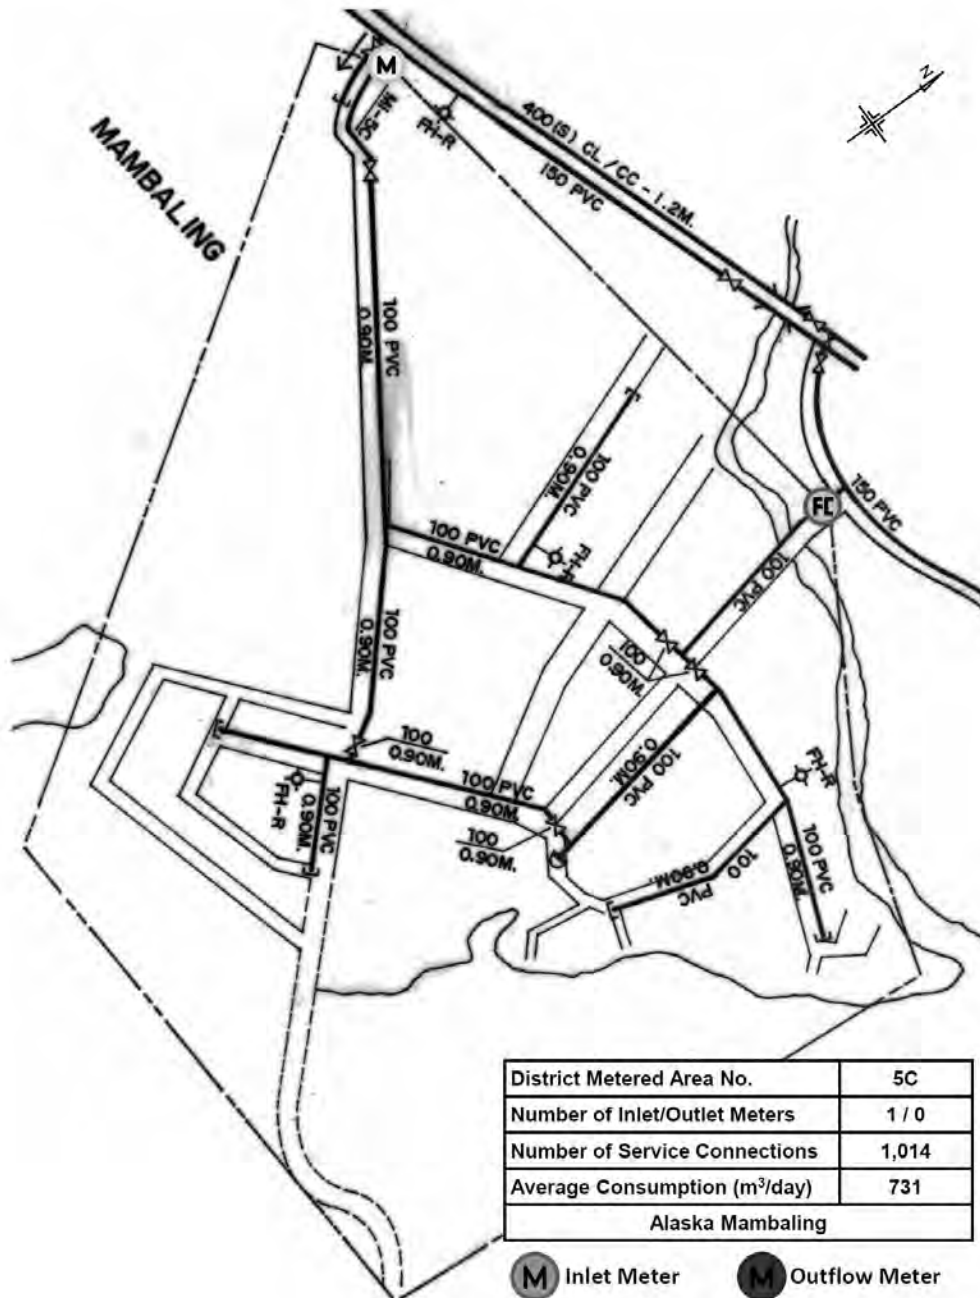 N
M
MI-5C
FH-R
400(S) CL/CC - 1.2M.
150 PVC
MAMBALING
100 PVC
0.90M.
100 PVC
0.90M.
150 PVC
FC
100 PVC
0.90M.
FH-R
100 PVC
100 PVC
0.90M.
100
0.90M.
100
0.90M.
100 PVC
0.90M.
FH-R
100 PVC
0.90M.
FH-R
100 PVC
0.90M.
100
0.90M.
0.90M.
100
PVC
100 PVC
0.90M.
District Metered Area No. 5C
Number of Inlet/Outlet Meters 1 / 0
Number of Service Connections 1,014
Average Consumption (m³/day) 731
Alaska Mambaling
M Inlet Meter M Outflow Meter